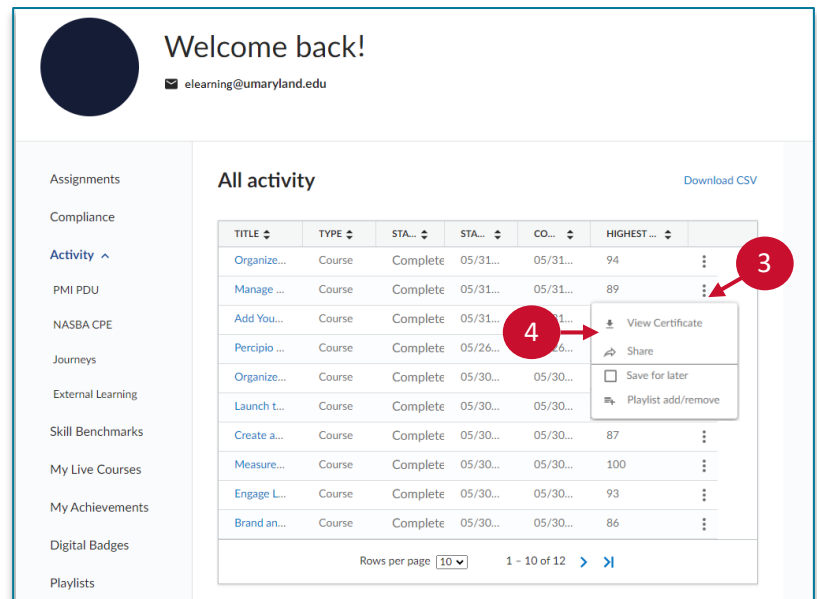 Welcome back!
elearning@umaryland.edu
Assignments
Compliance
Activity
PMI PDU
NASBA CPE
Journeys
External Learning
Skill Benchmarks
My Live Courses
My Achievements
Digital Badges
Playlists
All activity
Download CSV
TITLE TYPE STA... STA... CO... HIGHEST ...
Organize... Course Complete 05/31... 05/31... 94
Manage ... Course Complete 05/31... 05/31... 89
Add You... Course Complete 05/31...
Percipio ... Course Complete 05/26...
Organize... Course Complete 05/30... 05/30...
Launch t... Course Complete 05/30... 05/30...
Create a... Course Complete 05/30... 05/30... 87
Measure... Course Complete 05/30... 05/30... 100
Engage L... Course Complete 05/30... 05/30... 93
Brand an... Course Complete 05/30... 05/30... 86
3
4
View Certificate
Share
Save for later
Playlist add/remove
Rows per page 10 1 – 10 of 12